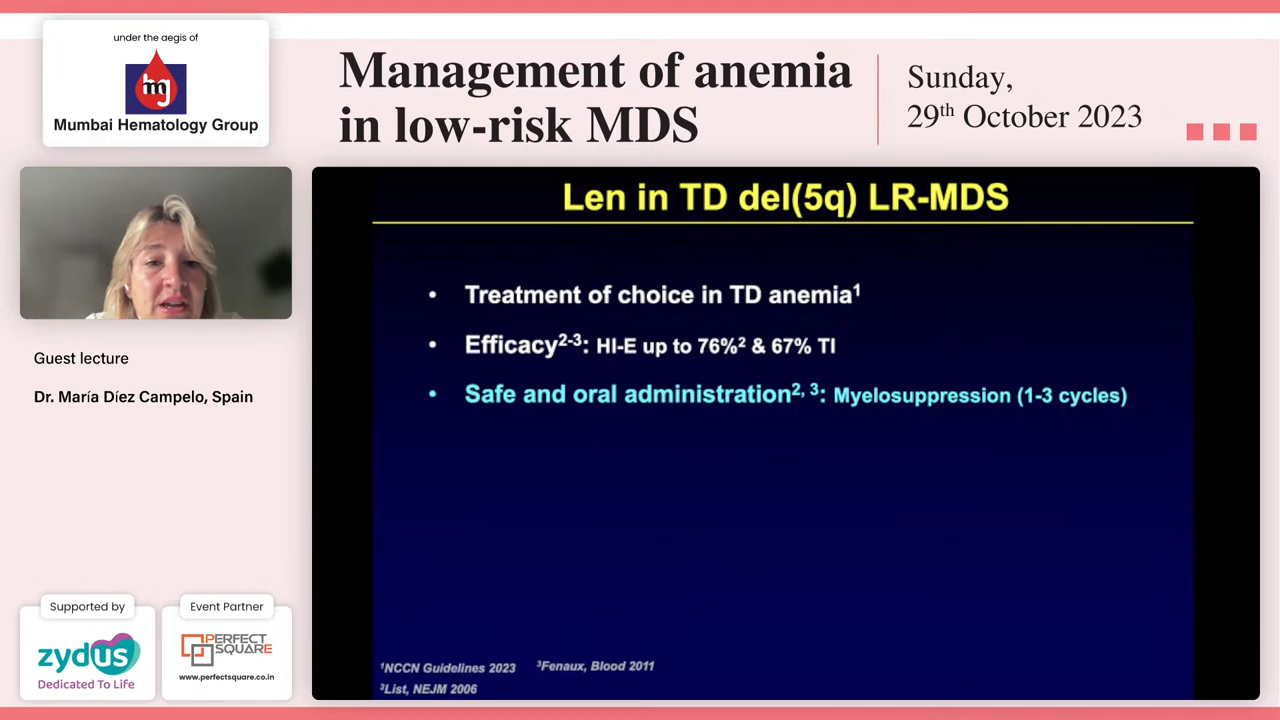 under the aegis of
mg
Mumbai Hematology Group
Management of anemia
in low-risk MDS
Sunday,
29th October 2023
Guest lecture
Dr. María Díez Campelo, Spain
Len in TD del(5q) LR-MDS
• Treatment of choice in TD anemia1
• Efficacy2-3: HI-E up to 76%2 & 67% TI
• Safe and oral administration2, 3: Myelosuppression (1-3 cycles)
1NCCN Guidelines 2023 3Fenaux, Blood 2011
3List, NEJM 2006
Supported by
zydus
Dedicated To Life
Event Partner
PERFECT
SQUARE
www.perfectsquare.co.in